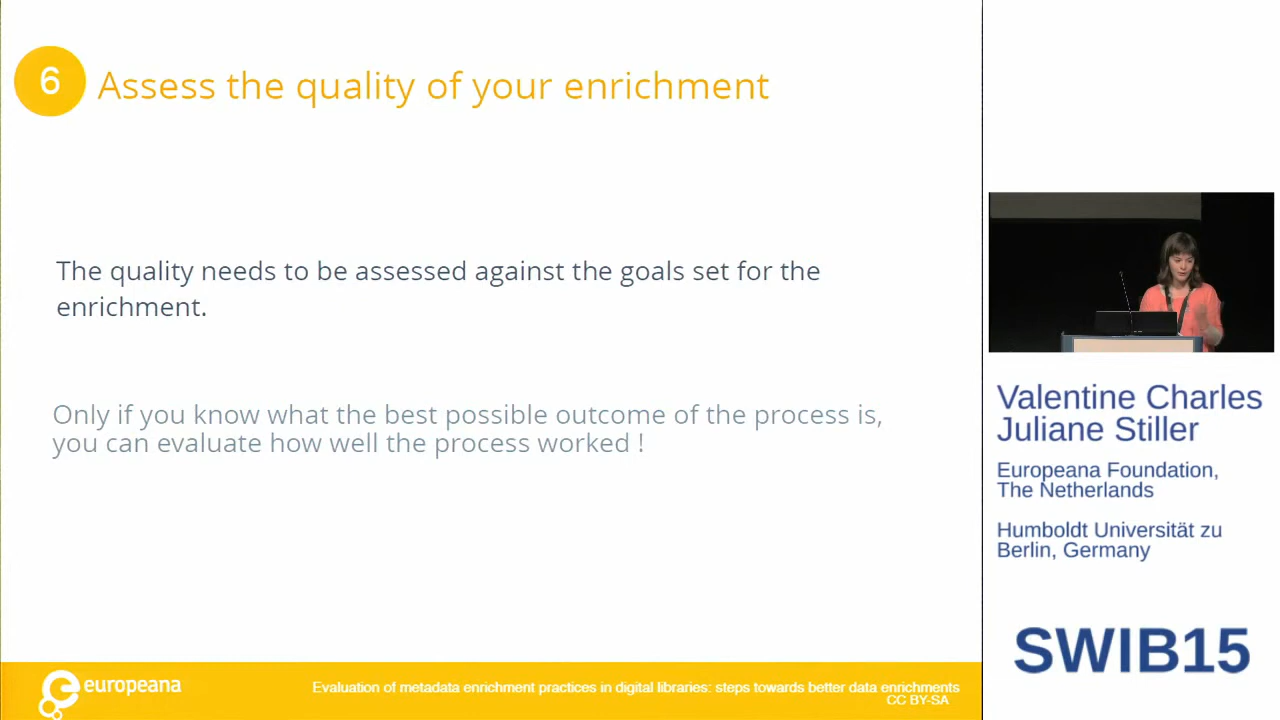 6
Assess the quality of your enrichment
The quality needs to be assessed against the goals set for the
enrichment.
Only if you know what the best possible outcome of the process is,
you can evaluate how well the process worked !
europeana
Evaluation of metadata enrichment practices in digital libraries: steps towards better data enrichments
CC BY-SA
Valentine Charles
Juliane Stiller
Europeana Foundation,
The Netherlands
Humboldt Universität zu
Berlin, Germany
SWIB15